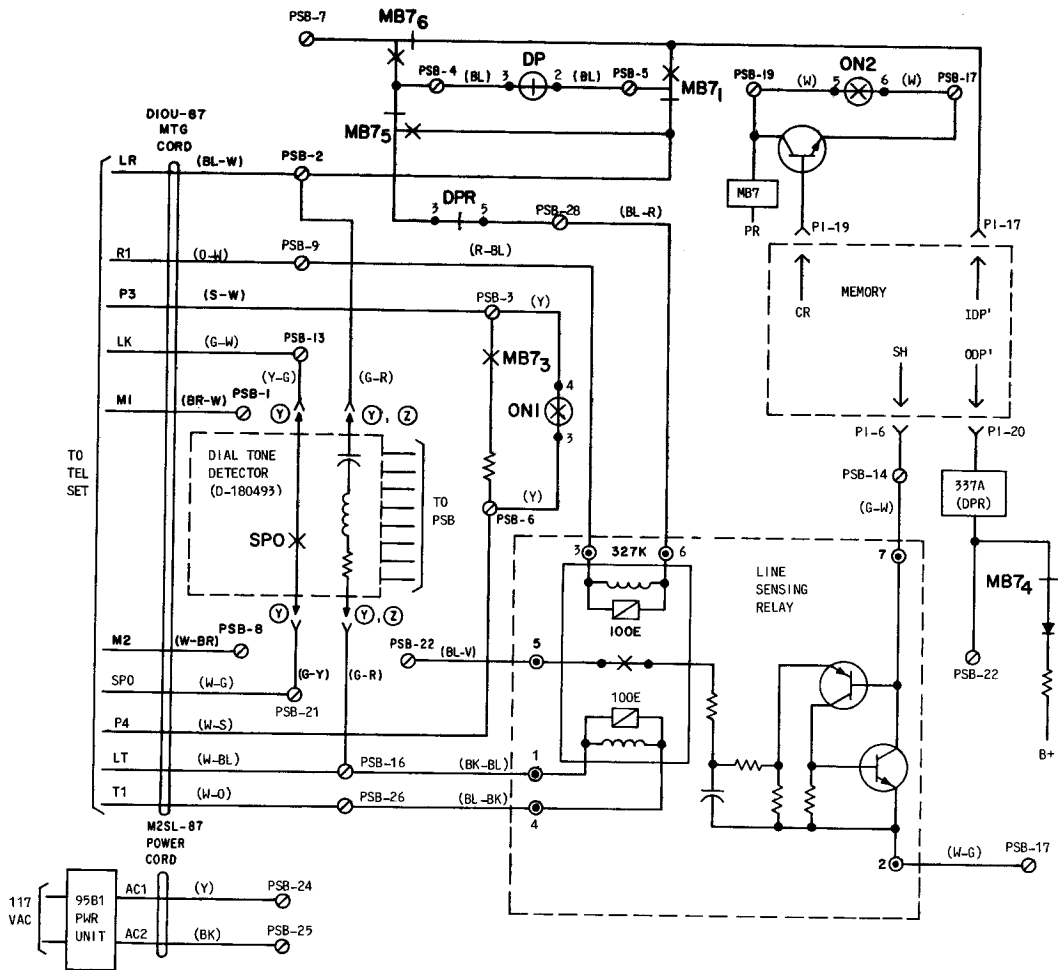 PSB-7
MB7₆
DP
ON2
PSB-4
(BL)
3
2
(BL)
PSB-5
MB7₁
PSB-19
(W)
5
6
(W)
PSB-17
MB7₅
DIOU-87
MTG
CORD
LR
(BL-W)
PSB-2
DPR
3
5
PSB-28
(BL-R)
MB7
PR
PI-19
PI-17
R1
(O-W)
PSB-9
(R-BL)
MEMORY
CR
IDP'
SH
ODP'
P3
(S-W)
PSB-3
(Y)
MB7₃
LK
(G-W)
PSB-13
(Y-G)
(G-R)
4
ON1
3
M1
(BR-W)
PSB-1
Y
Y, Z
PI-6
PI-20
TO
TEL
SET
DIAL TONE
DETECTOR
(D-180493)
TO
PSB
SPO
(Y)
PSB-6
PSB-14
(G-W)
337A
(DPR)
3
327K
6
7
LINE
SENSING
RELAY
MB7₄
100E
Y
Y, Z
M2
(W-BR)
PSB-8
PSB-22
(BL-V)
5
PSB-22
(G-Y)
(G-R)
SPO
(W-G)
PSB-21
100E
P4
(W-S)
B+
LT
(W-BL)
PSB-16
(BK-BL)
1
T1
(W-O)
PSB-26
(BL-BK)
4
M2SL-87
POWER
CORD
2
(W-G)
PSB-17
117
VAC
95B1
PWR
UNIT
AC1
(Y)
PSB-24
AC2
(BK)
PSB-25